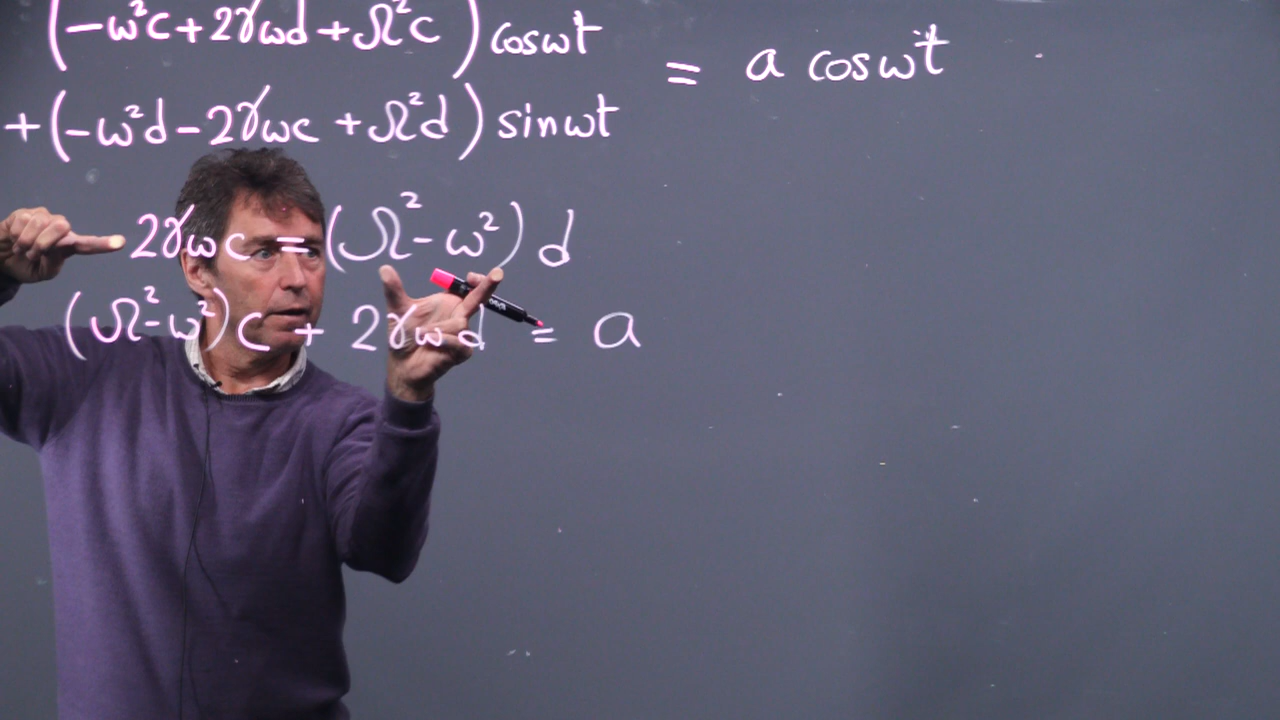 (-ω²c+2γωd+Ω²c) cosωt = a cosωt
+(-ω²d-2γωc+Ω²d) sinωt
2γωc = (Ω²-ω²) d
(Ω²-ω²)c + 2γωd = a